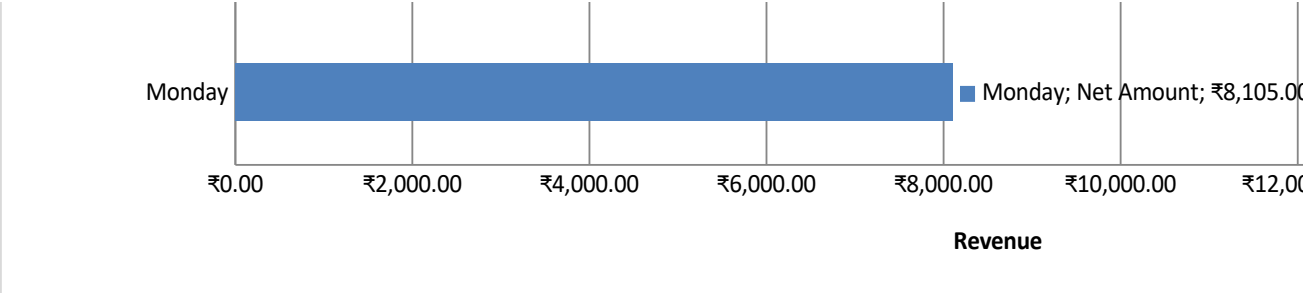 Monday
Monday; Net Amount; ₹8,105.00
₹0.00 ₹2,000.00 ₹4,000.00 ₹6,000.00 ₹8,000.00 ₹10,000.00 ₹12,00
Revenue